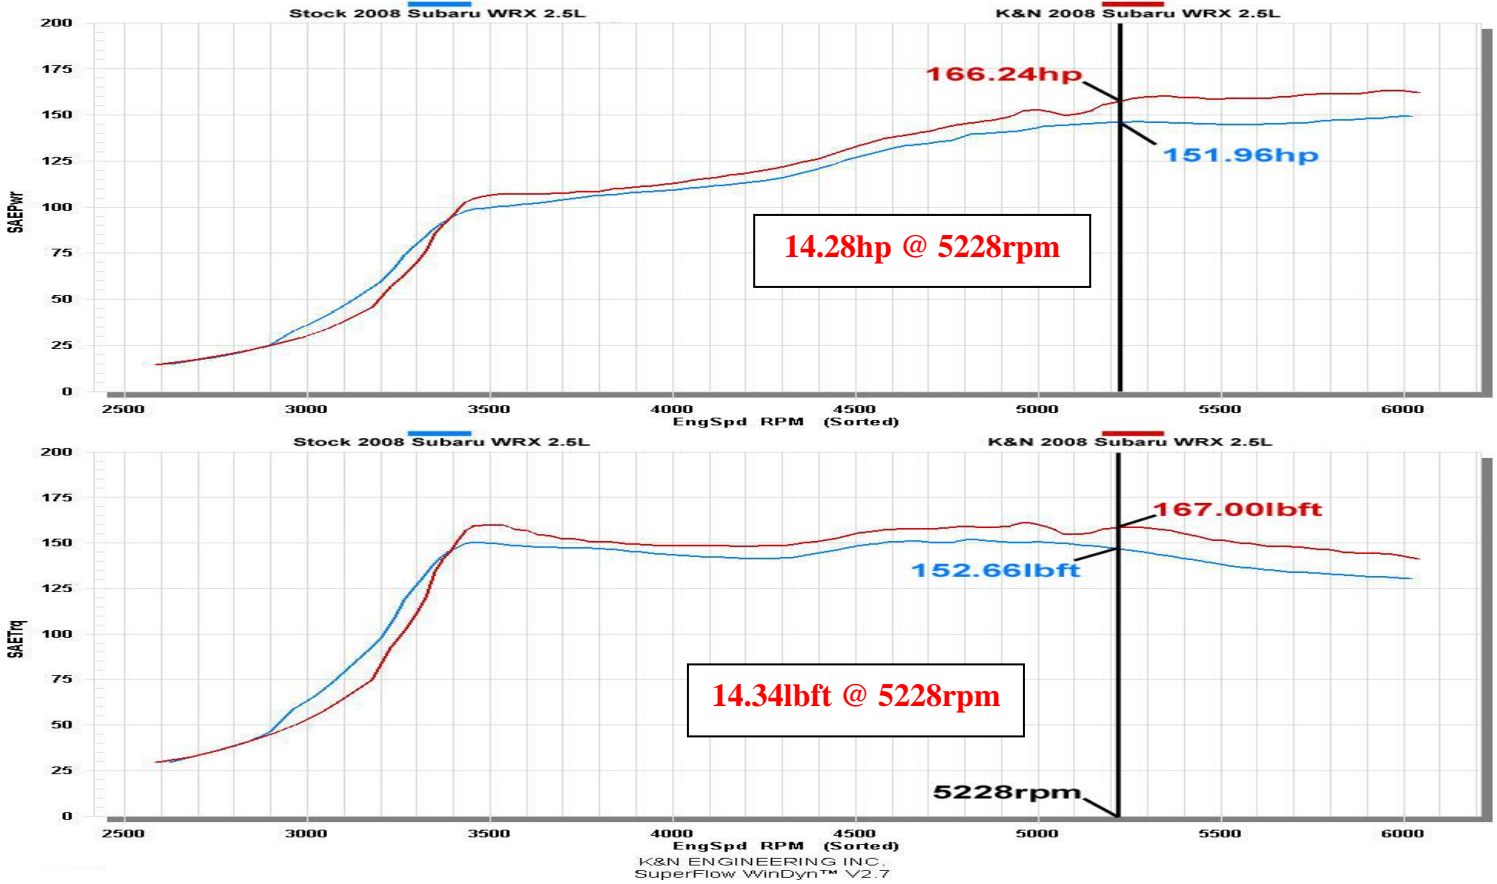 Stock 2008 Subaru WRX 2.5L
K&N 2008 Subaru WRX 2.5L
200
175
150
125
100
75
50
25
0
SAEPwr
166.24hp
151.96hp
14.28hp @ 5228rpm
2500 3000 3500 4000 4500 5000 5500 6000
EngSpd RPM (Sorted)
Stock 2008 Subaru WRX 2.5L
K&N 2008 Subaru WRX 2.5L
200
175
150
125
100
75
50
25
0
SAETrq
167.00lbft
152.66lbft
14.34lbft @ 5228rpm
5228rpm
2500 3000 3500 4000 4500 5000 5500 6000
EngSpd RPM (Sorted)
K&N ENGINEERING INC.
SuperFlow WinDyn™ V2.7